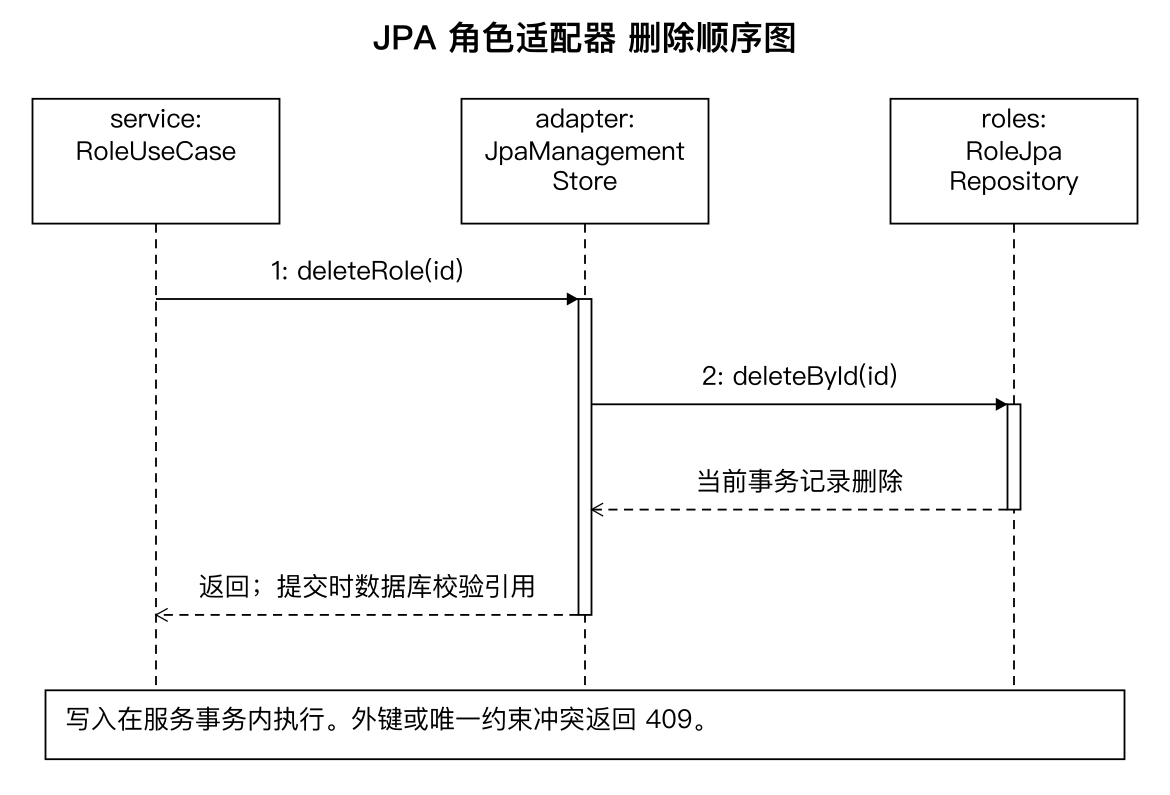 JPA 角色适配器 删除顺序图
service:
RoleUseCase
adapter:
JpaManagement
Store
roles:
RoleJpa
Repository
1: deleteRole(id)
2: deleteById(id)
当前事务记录删除
返回；提交时数据库校验引用
写入在服务事务内执行。外键或唯一约束冲突返回 409。